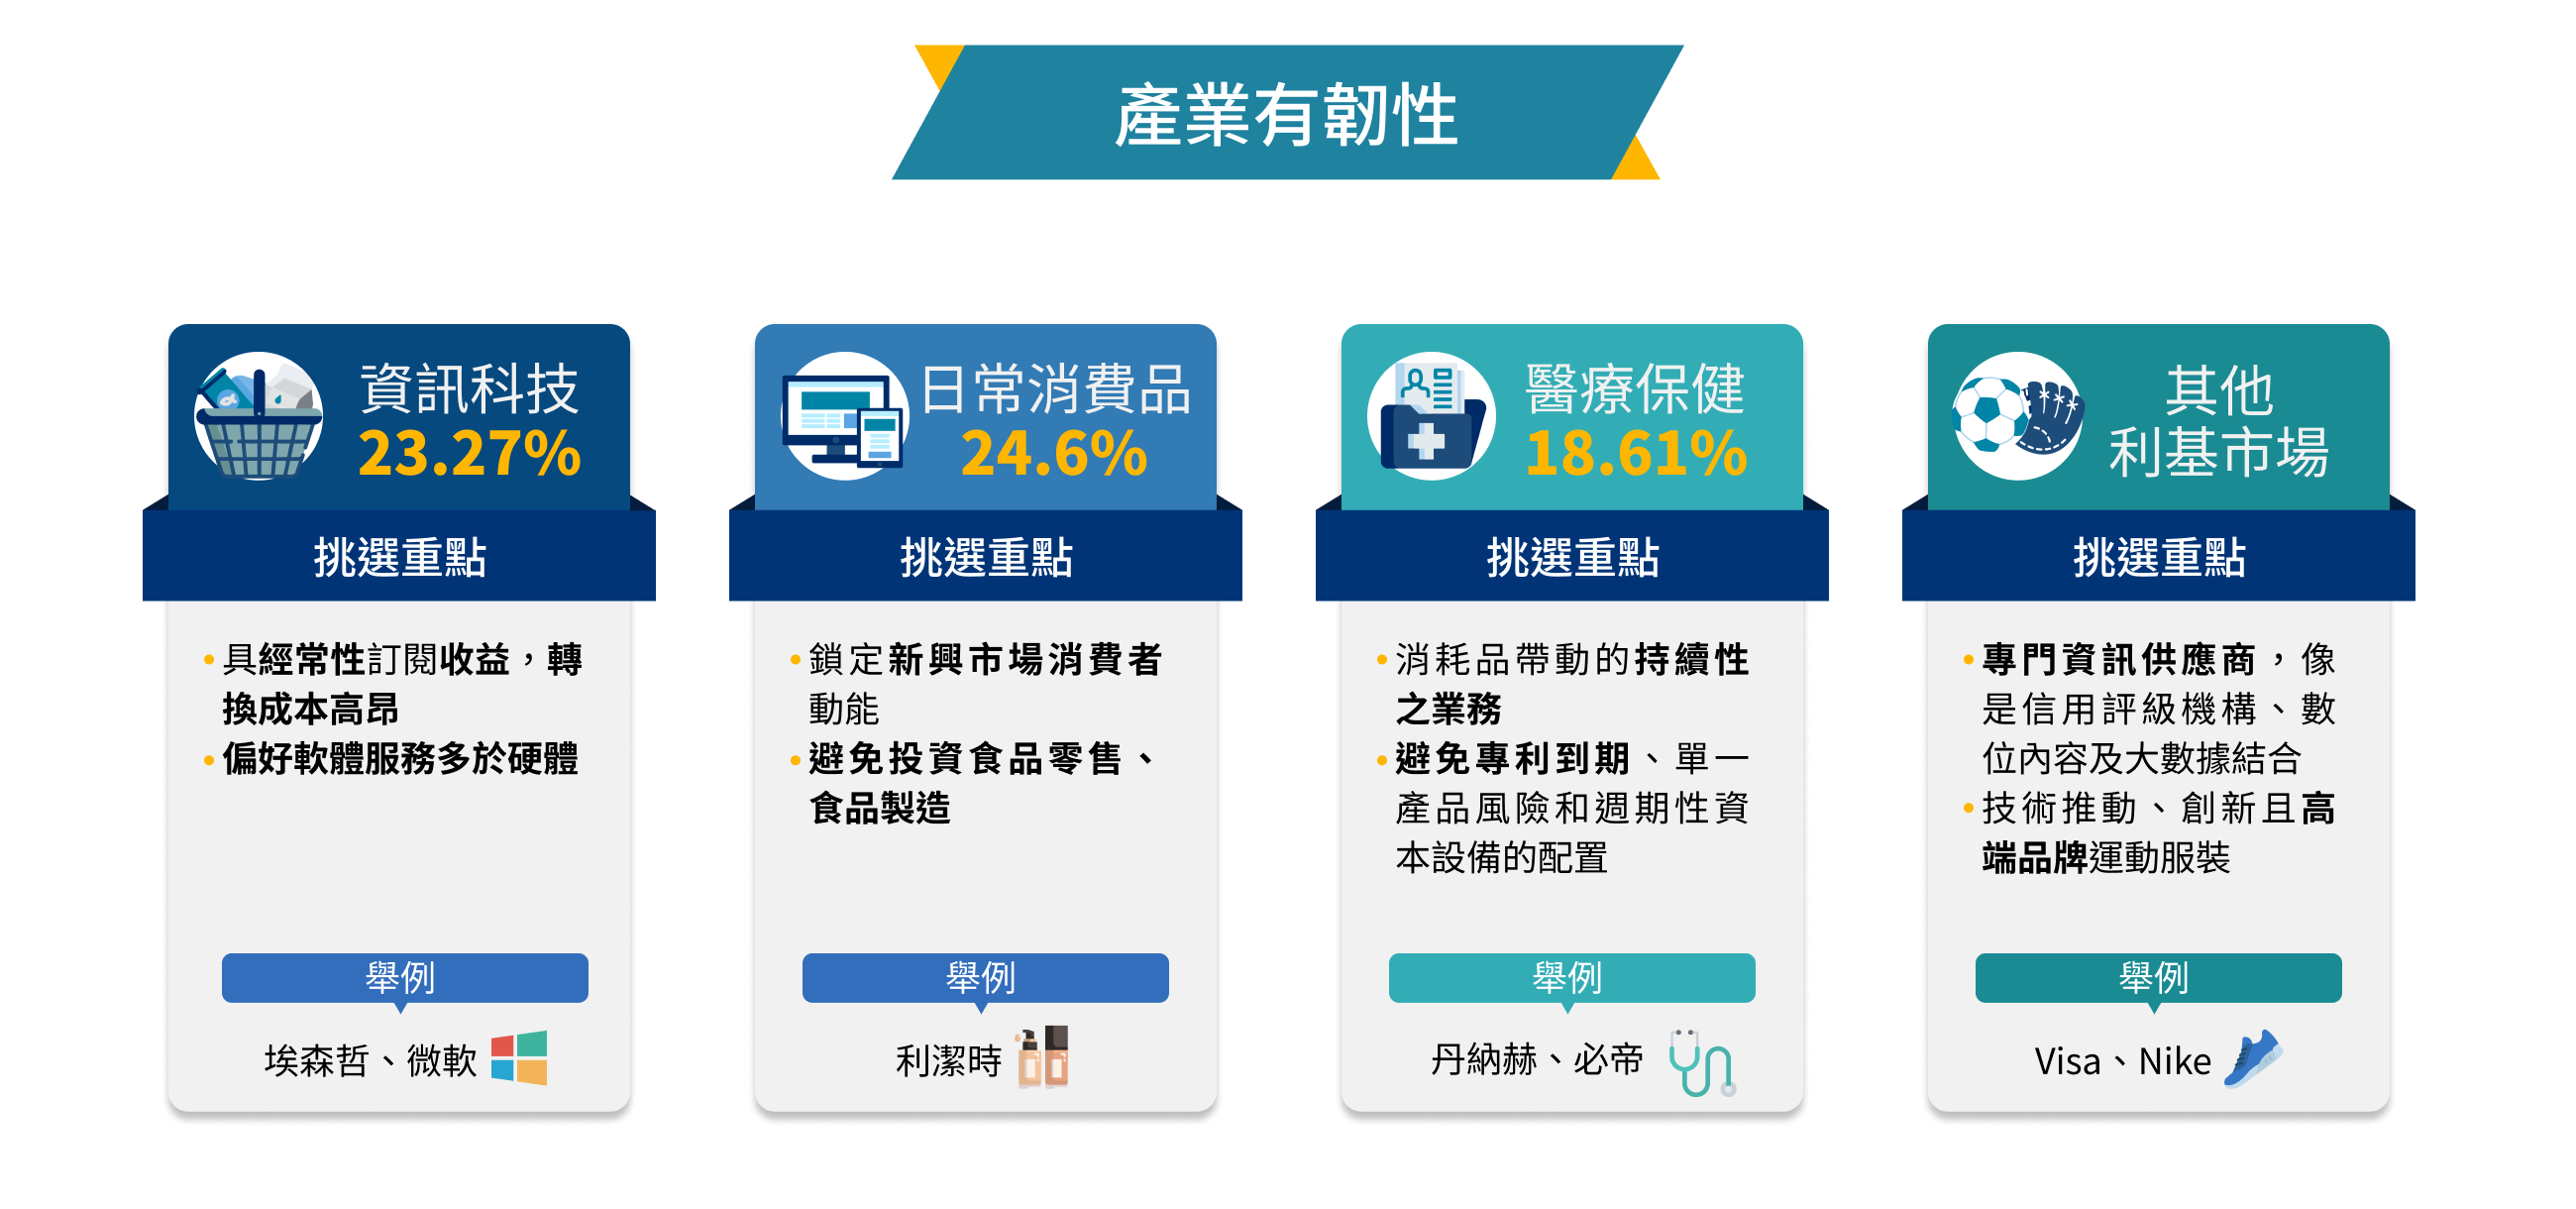 產業有韌性
資訊科技
23.27%
挑選重點
•具經常性訂閱收益，轉
換成本高昂
•偏好軟體服務多於硬體
舉例
埃森哲、微軟
日常消費品
24.6%
挑選重點
•鎖定新興市場消費者
動能
•避免投資食品零售、
食品製造
舉例
利潔時
醫療保健
18.61%
挑選重點
•消耗品帶動的持續性
之業務
•避免專利到期、單一
產品風險和週期性資
本設備的配置
舉例
丹納赫、必帝
其他
利基市場
挑選重點
•專門資訊供應商，像
是信用評級機構、數
位內容及大數據結合
•技術推動、創新且高
端品牌運動服裝
舉例
Visa、Nike